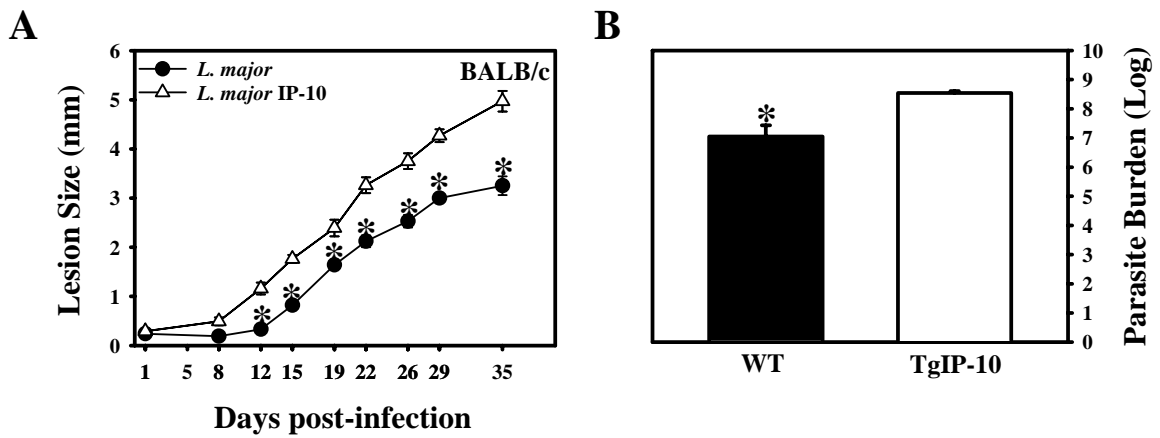 A
B
L. major
L. major IP-10
BALB/c
Lesion Size (mm)
6
5
4
3
2
1
0
1 5 8 12 15 19 22 26 29 35
Days post-infection
* * * * * * *
*
10
9
8
7
6
5
4
3
2
1
0
Parasite Burden (Log)
WT TgIP-10